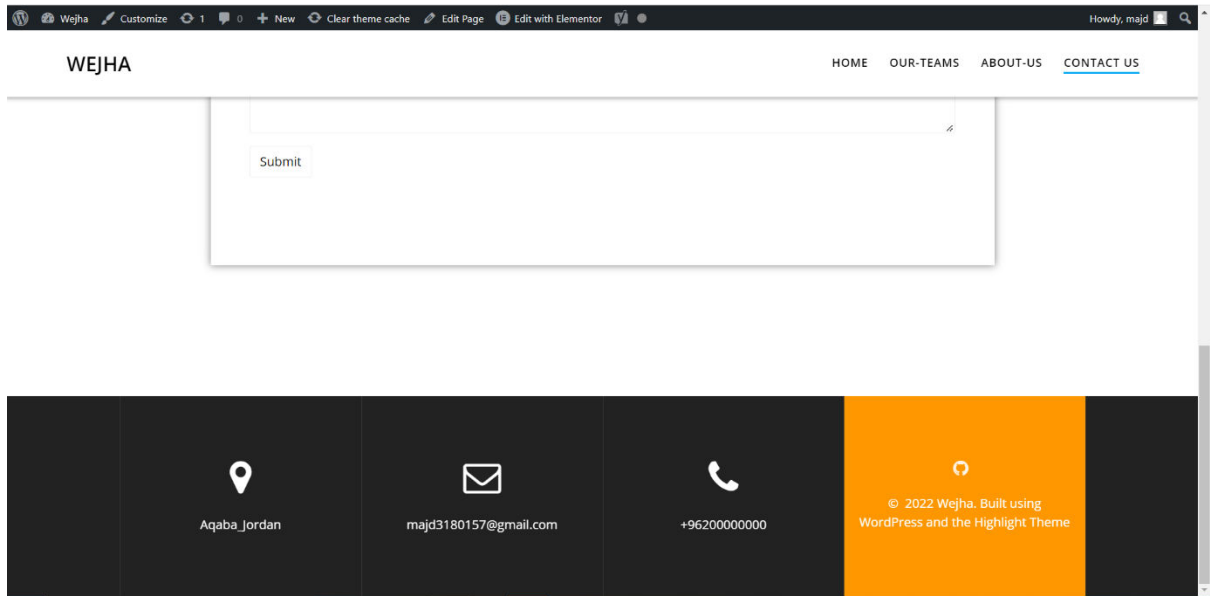 Wejha Customize 1 0 New Clear theme cache Edit Page Edit with Elementor Howdy, majd
WEJHA HOME OUR-TEAMS ABOUT-US CONTACT US
Submit
Aqaba_Jordan
majd3180157@gmail.com
+96200000000
© 2022 Wejha. Built using
WordPress and the Highlight Theme